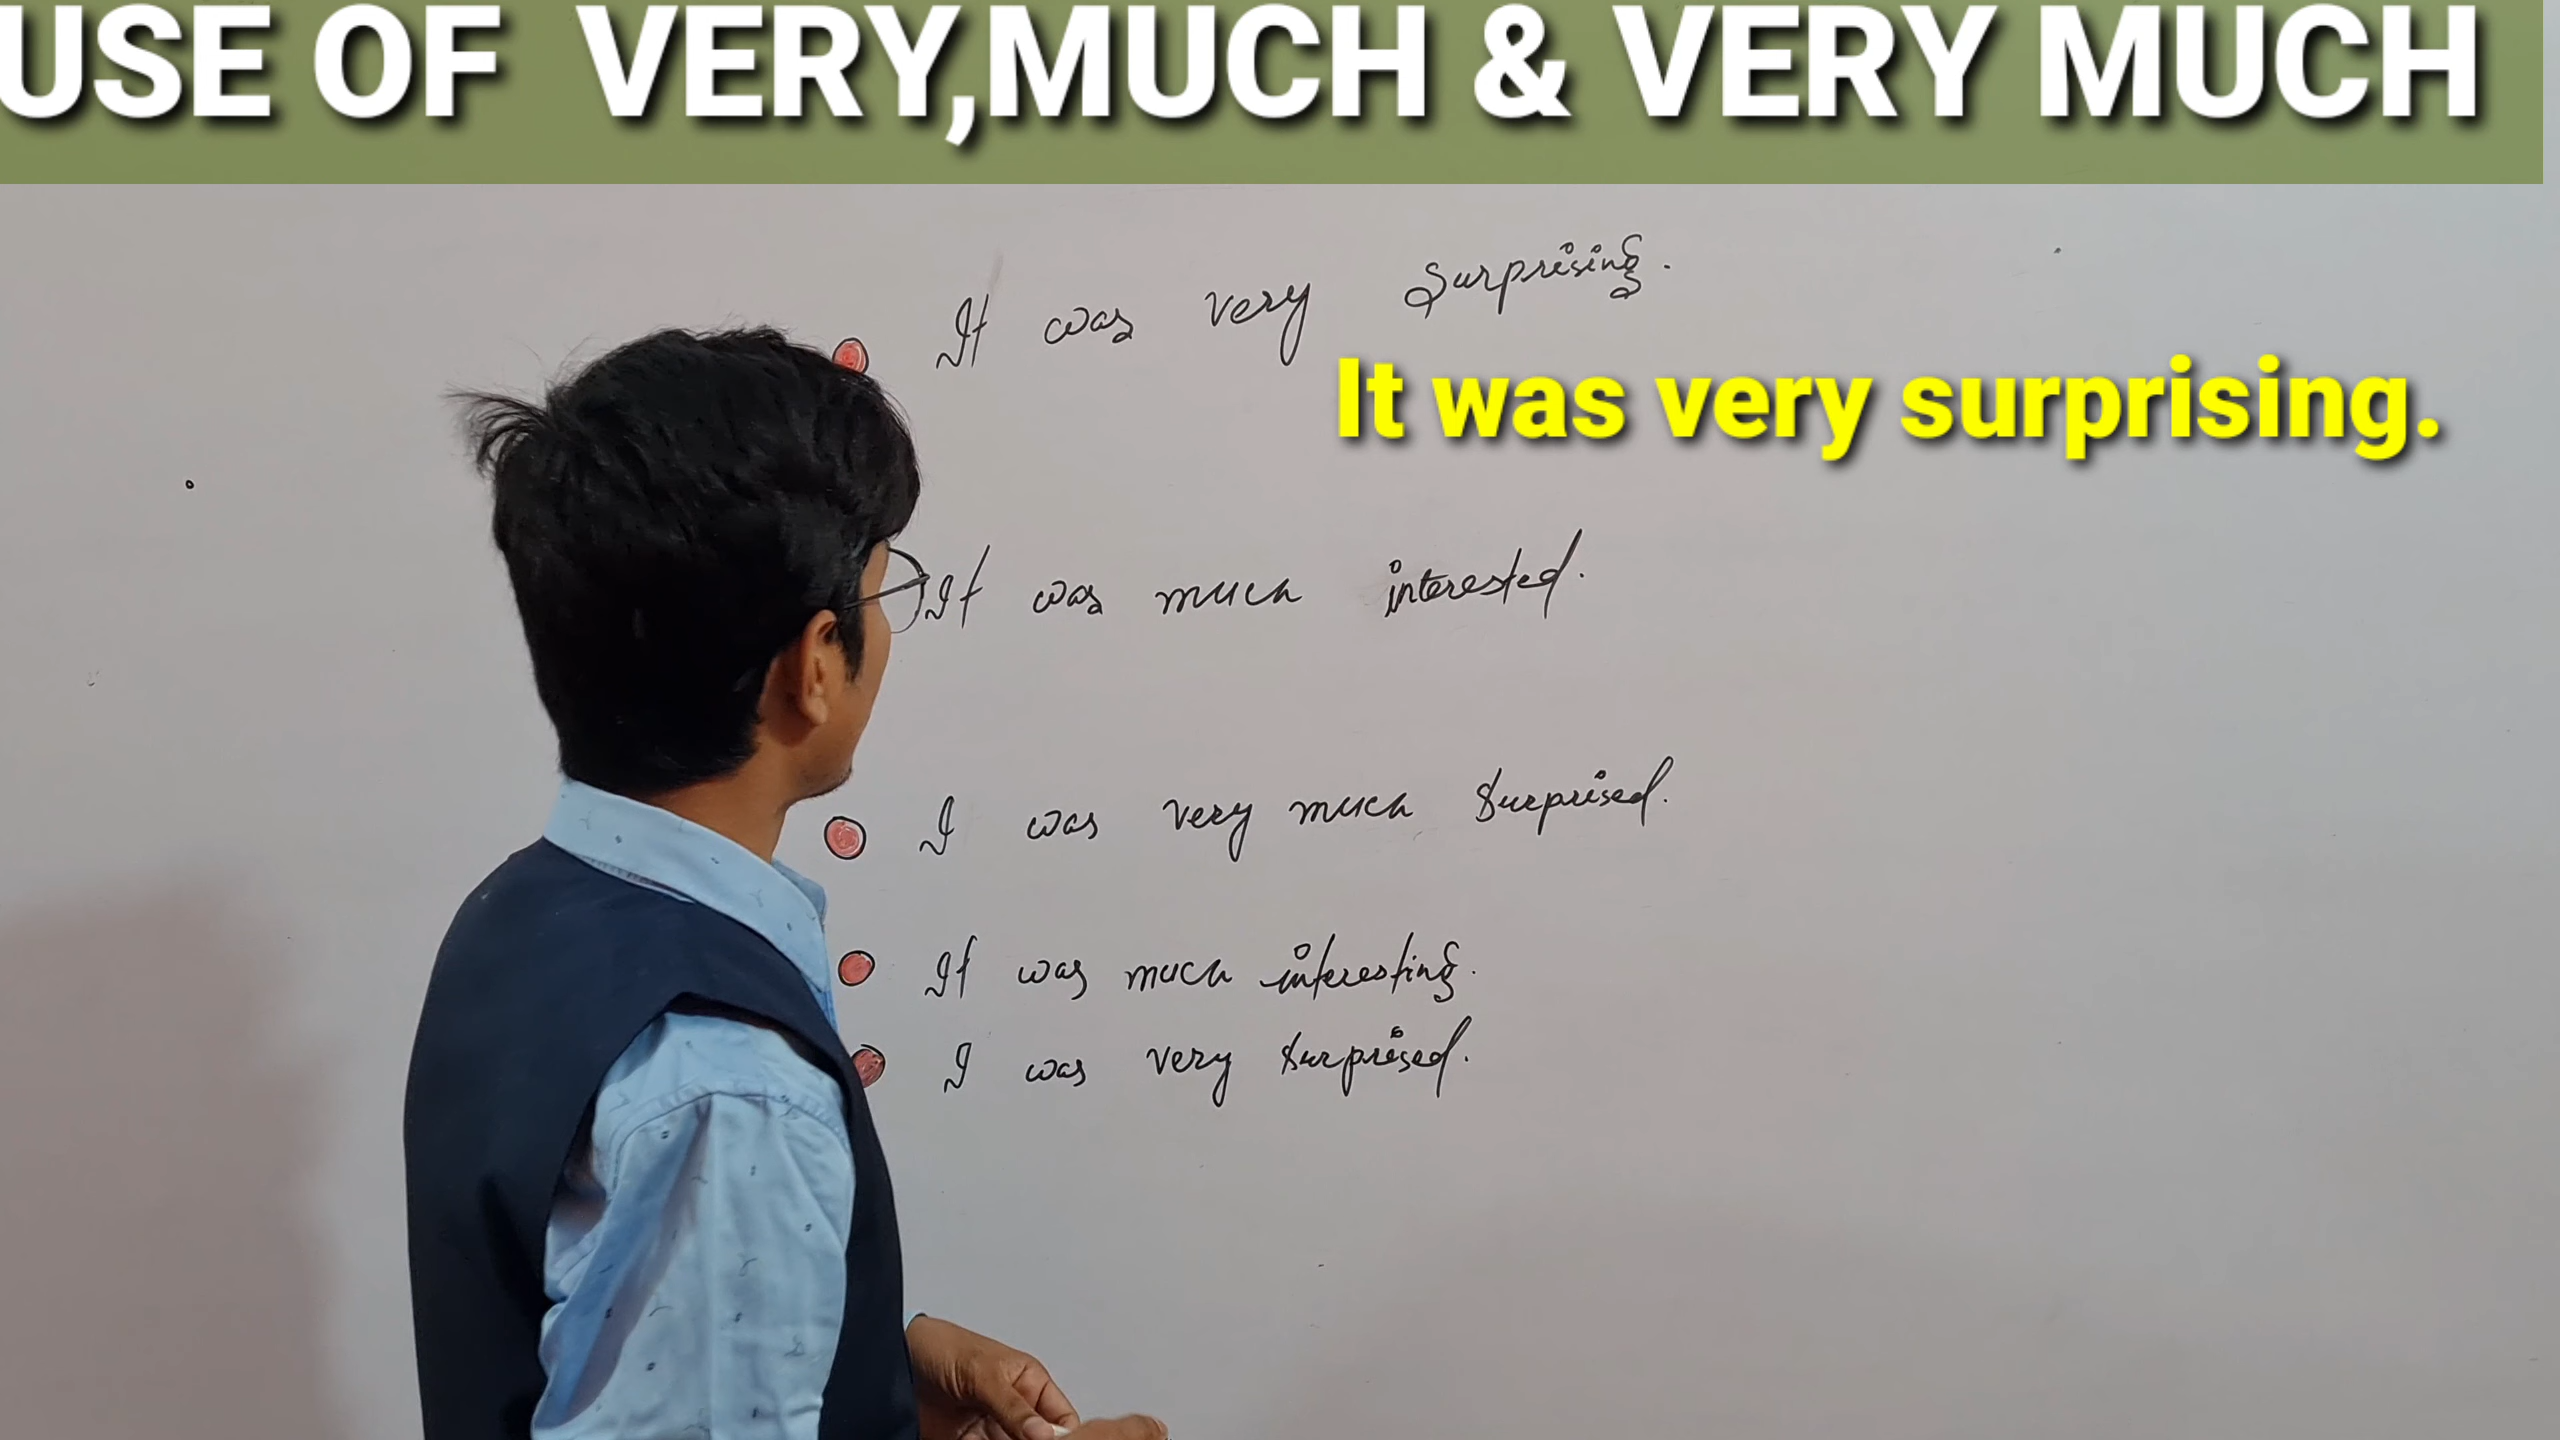 USE OF VERY,MUCH & VERY MUCH
It was very surprising.
It was very surprising.
It was much interested.
I was very much surprised.
It was much interesting.
I was very surprised.